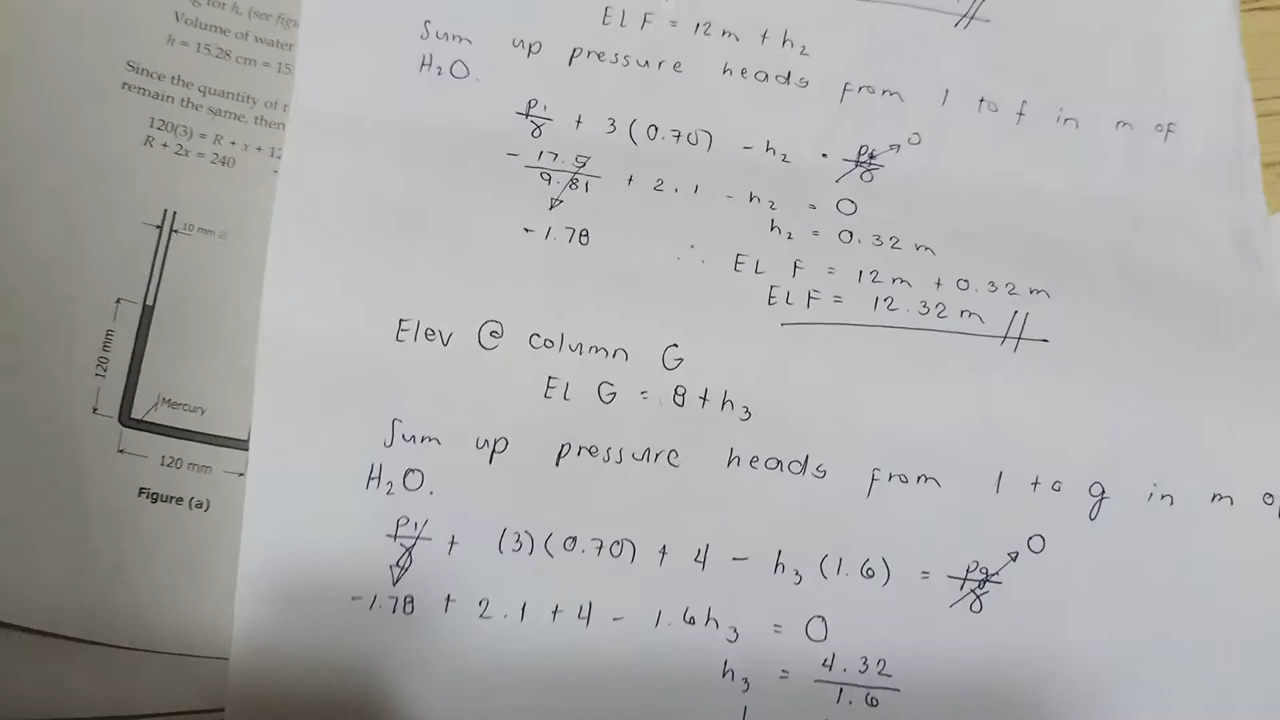 for h, (see figu
Volume of water
h = 15.28 cm = 15.
Since the quantity of
remain the same, then
120(3) = R + x + 12
R + 2x = 240
10 mm ∅
120 mm
Mercury
120 mm
Figure (a)
EL F = 12m + h₂
Sum up pressure heads from 1 to f in m of
H₂O.
P1/γ + 3(0.70) - h₂ = Pf/γ → 0
-17.5/9.81 + 2.1 - h₂ = 0
-1.78
h₂ = 0.32 m
∴ EL F = 12m + 0.32m
EL F = 12.32 m //
Elev @ column G
EL G = 8 + h₃
Sum up pressure heads from 1 to g in m o
H₂O.
P1/γ + (3)(0.70) + 4 - h₃(1.6) = Pg/γ → 0
-1.78 + 2.1 + 4 - 1.6h₃ = 0
h₃ = 4.32/1.6